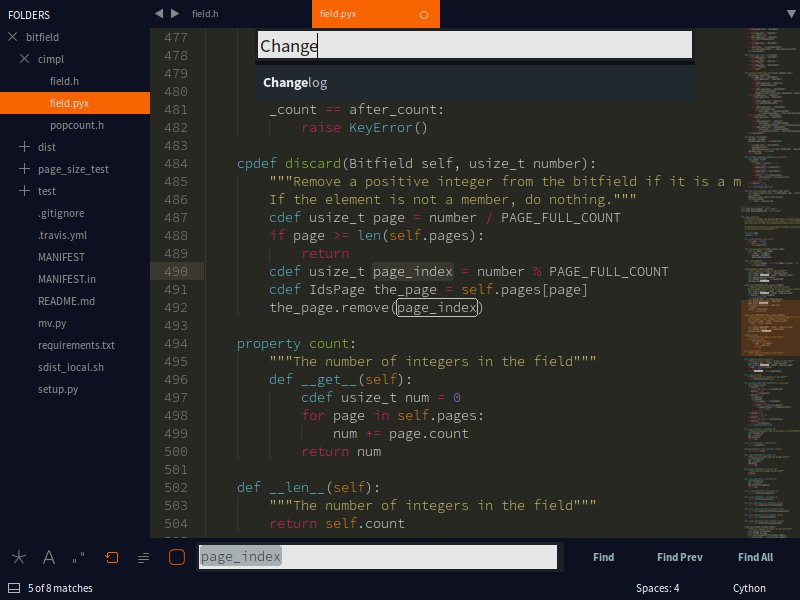 FOLDERS
bitfield
cimpl
field.h
field.pyx
popcount.h
dist
page_size_test
test
.gitignore
.travis.yml
MANIFEST
MANIFEST.in
README.md
mv.py
requirements.txt
sdist_local.sh
setup.py
field.h
field.pyx
Change
Changelog
477
478
479
480
481 _count == after_count:
482 raise KeyError()
483
484 cpdef discard(Bitfield self, usize_t number):
485 """Remove a positive integer from the bitfield if it is a m
486 If the element is not a member, do nothing."""
487 cdef usize_t page = number / PAGE_FULL_COUNT
488 if page >= len(self.pages):
489 return
490 cdef usize_t page_index = number % PAGE_FULL_COUNT
491 cdef IdsPage the_page = self.pages[page]
492 the_page.remove(page_index)
493
494 property count:
495 """The number of integers in the field"""
496 def __get__(self):
497 cdef usize_t num = 0
498 for page in self.pages:
499 num += page.count
500 return num
501
502 def __len__(self):
503 """The number of integers in the field"""
504 return self.count
page_index
Find
Find Prev
Find All
5 of 8 matches
Spaces: 4
Cython